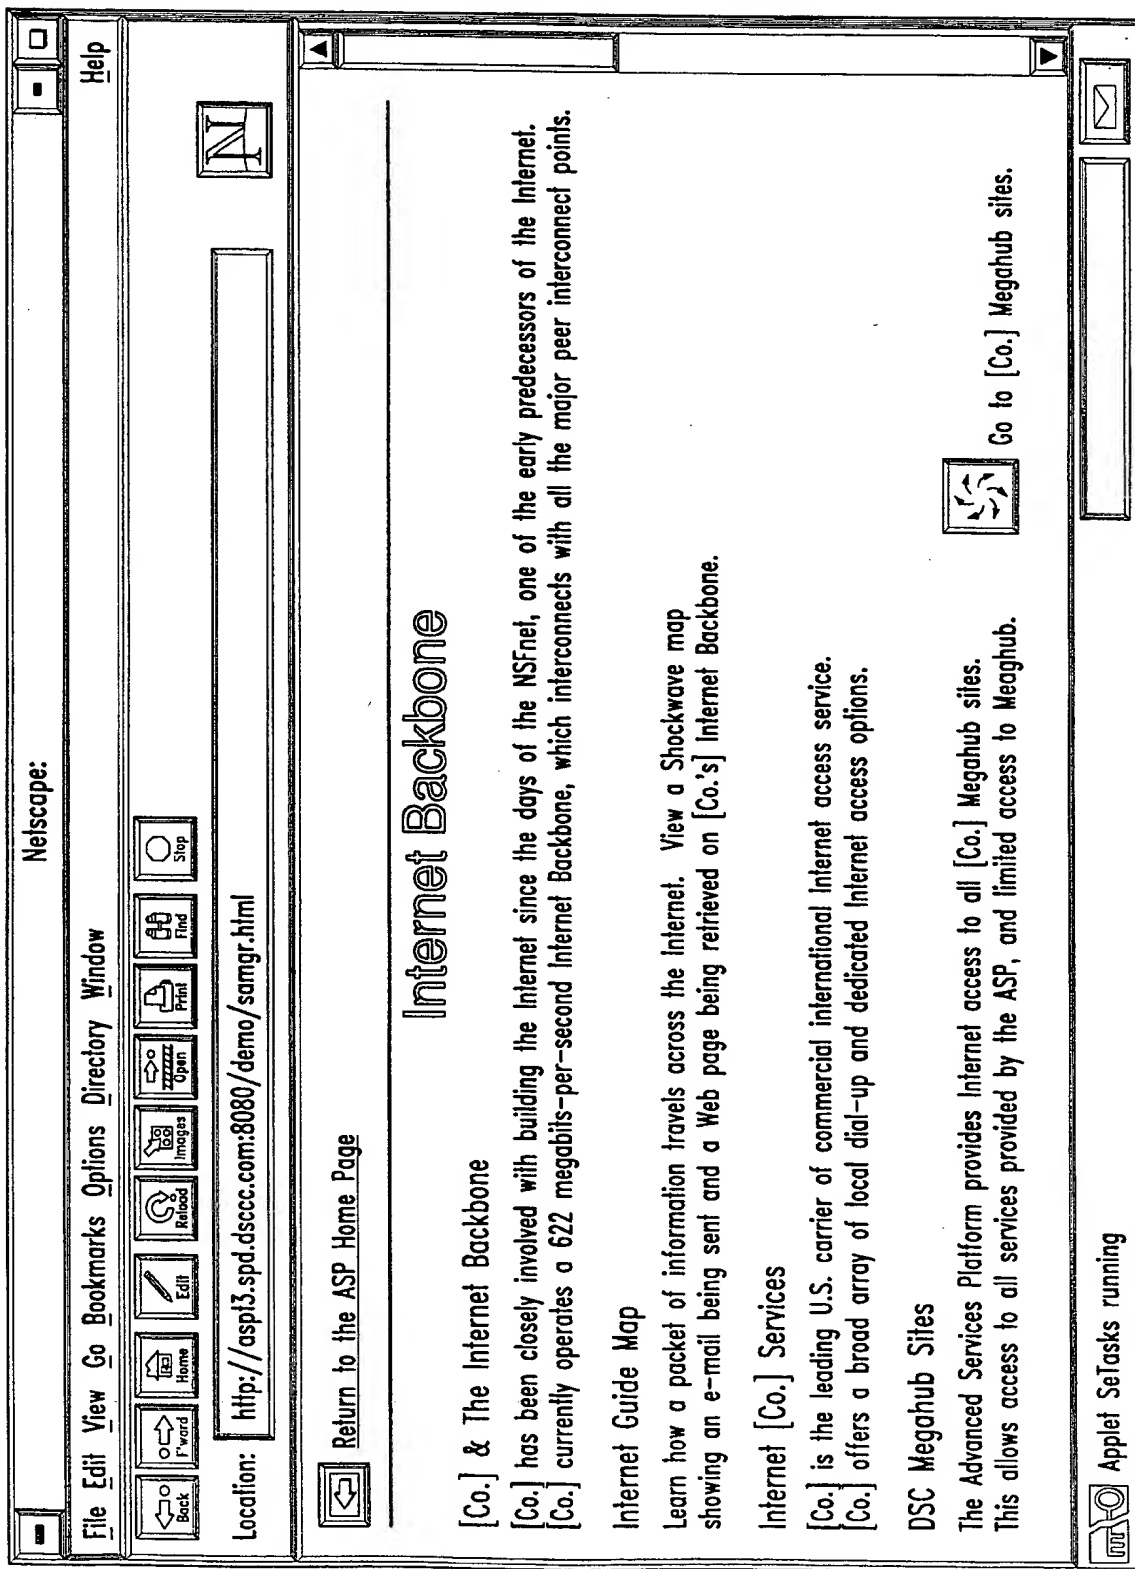 Netscape:
File Edit View Go Bookmarks Options Directory Window Help
Back F'ward Home Edit Reload Images Open Print Find Stop
Location: http://aspt3.spd.dsccc.com:8080/demo/samgr.html
N
Return to the ASP Home Page
Internet Backbone
[Co.] & The Internet Backbone
[Co.] has been closely involved with building the Internet since the days of the NSFnet, one of the early predecessors of the Internet.
[Co.] currently operates a 622 megabits-per-second Internet Backbone, which interconnects with all the major peer interconnect points.
Internet Guide Map
Learn how a packet of information travels across the Internet. View a Shockwave map
showing an e-mail being sent and a Web page being retrieved on [Co.'s] Internet Backbone.
Internet [Co.] Services
[Co.] is the leading U.S. carrier of commercial international Internet access service.
[Co.] offers a broad array of local dial-up and dedicated Internet access options.
DSC Megahub Sites
The Advanced Services Platform provides Internet access to all [Co.] Megahub sites.
This allows access to all services provided by the ASP, and limited access to Meaghub.
Go to [Co.] Megahub sites.
Applet SeTasks running